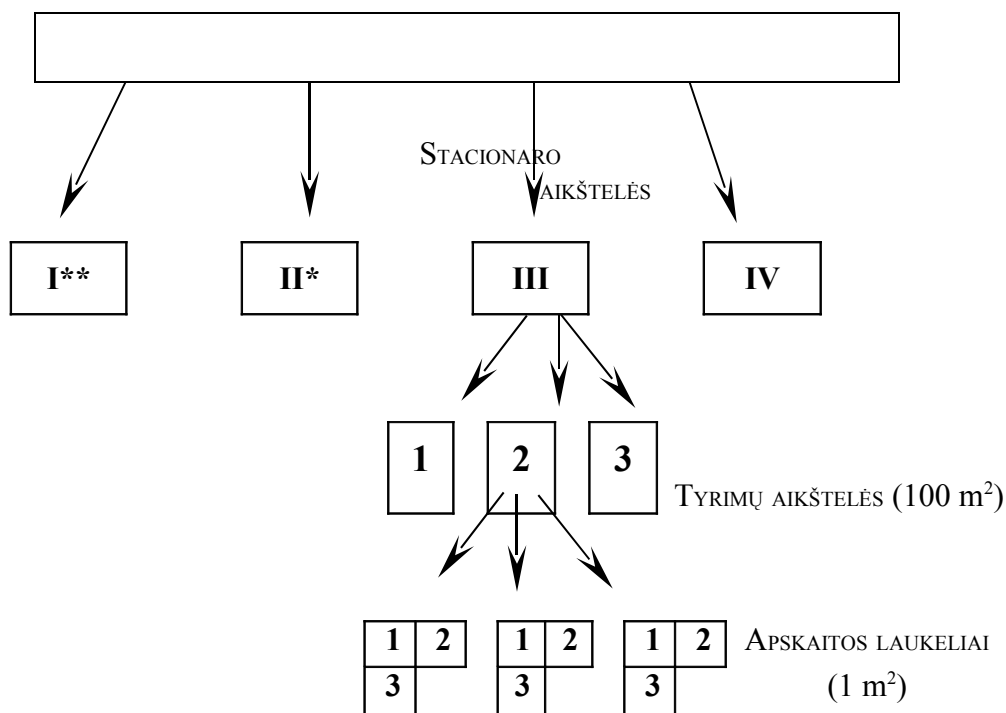 STACIONARO
AIKŠTELĖS
I** II* III IV
1 2 3
TYRIMŲ AIKŠTELĖS (100 m²)
1 2 1 2 1 2 APSKAITOS LAUKELIAI
3 3 3 (1 m²)